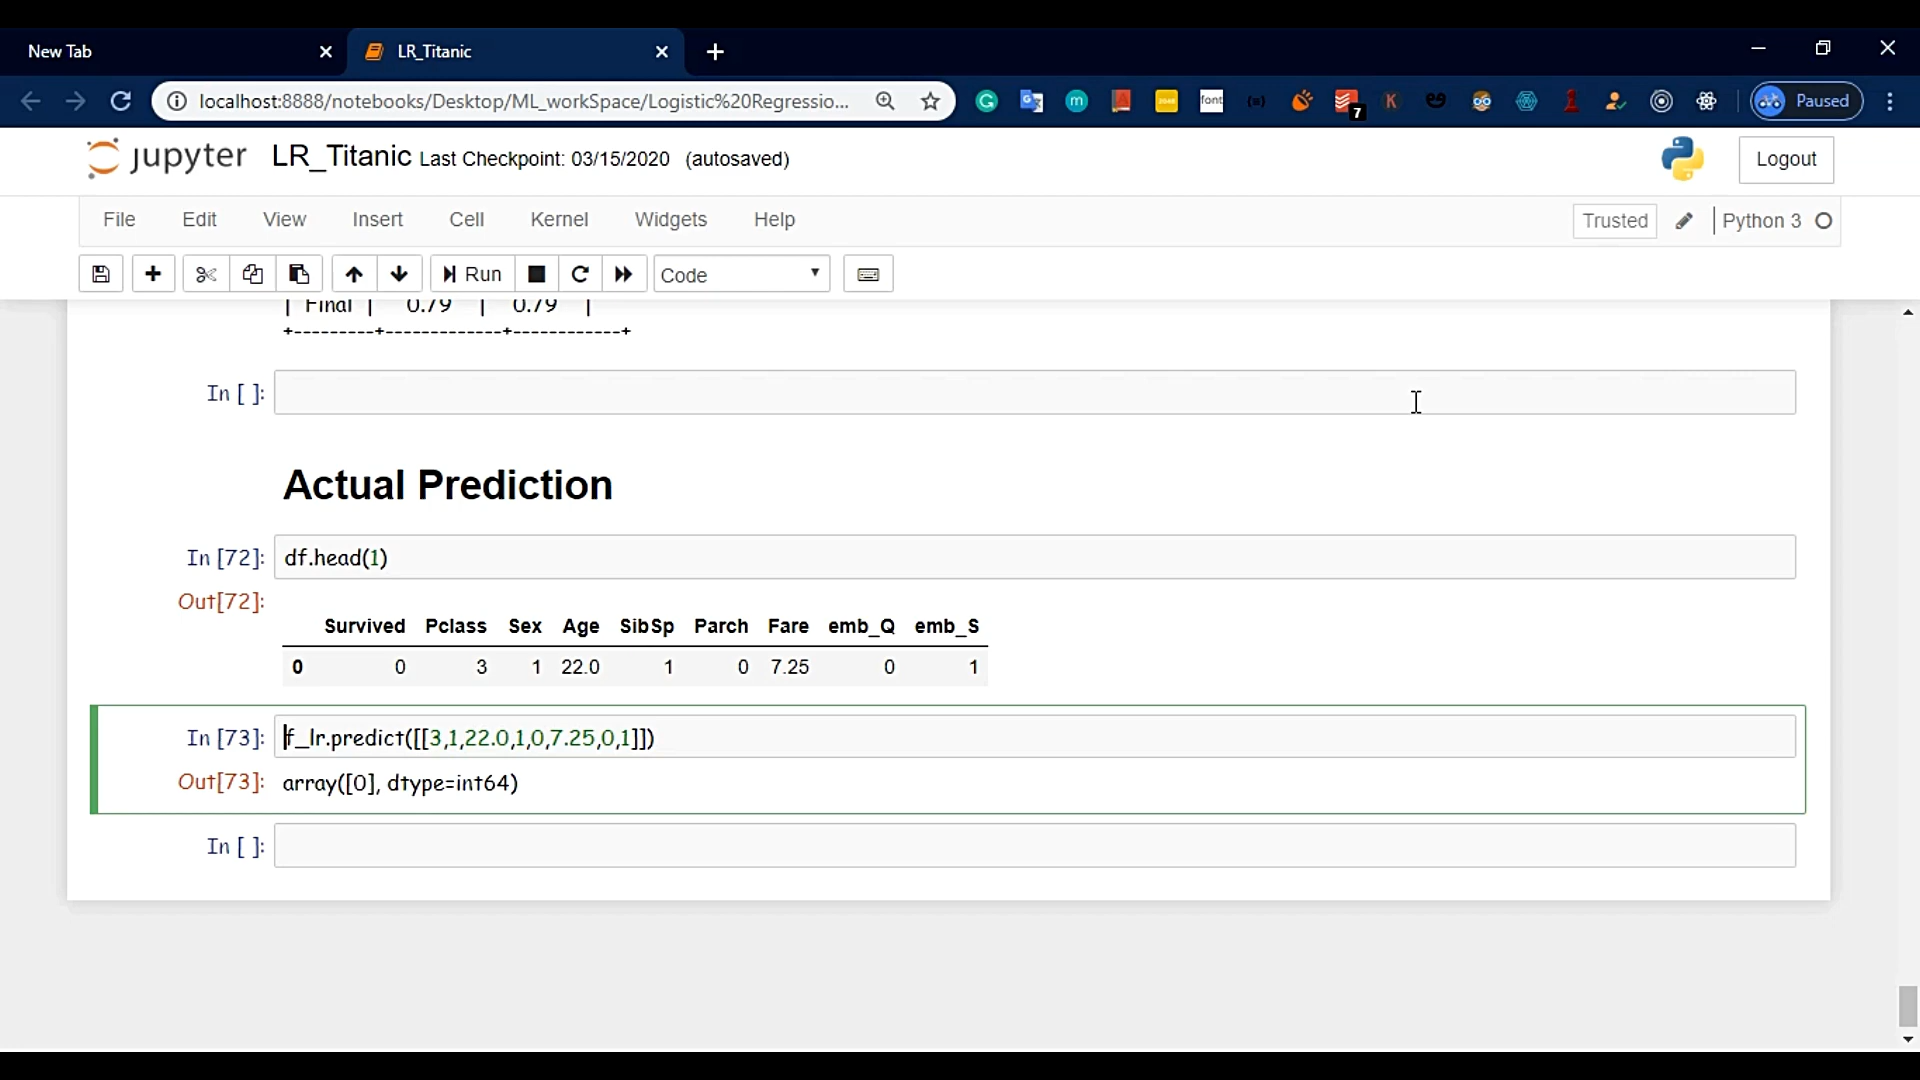 New Tab
LR_Titanic
localhost:8888/notebooks/Desktop/ML_workSpace/Logistic%20Regressio...
font
7
K
Paused
jupyter LR_Titanic Last Checkpoint: 03/15/2020 (autosaved)
Logout
File Edit View Insert Cell Kernel Widgets Help
Trusted
Python 3
Run
Code
| Final | 0.79 | 0.79 |
+---------+-------------+------------+
In [ ]:
Actual Prediction
In [72]: df.head(1)
Out[72]:
Survived Pclass Sex Age SibSp Parch Fare emb_Q emb_S
0 0 3 1 22.0 1 0 7.25 0 1
In [73]: f_lr.predict([[3,1,22.0,1,0,7.25,0,1]])
Out[73]: array([0], dtype=int64)
In [ ]: